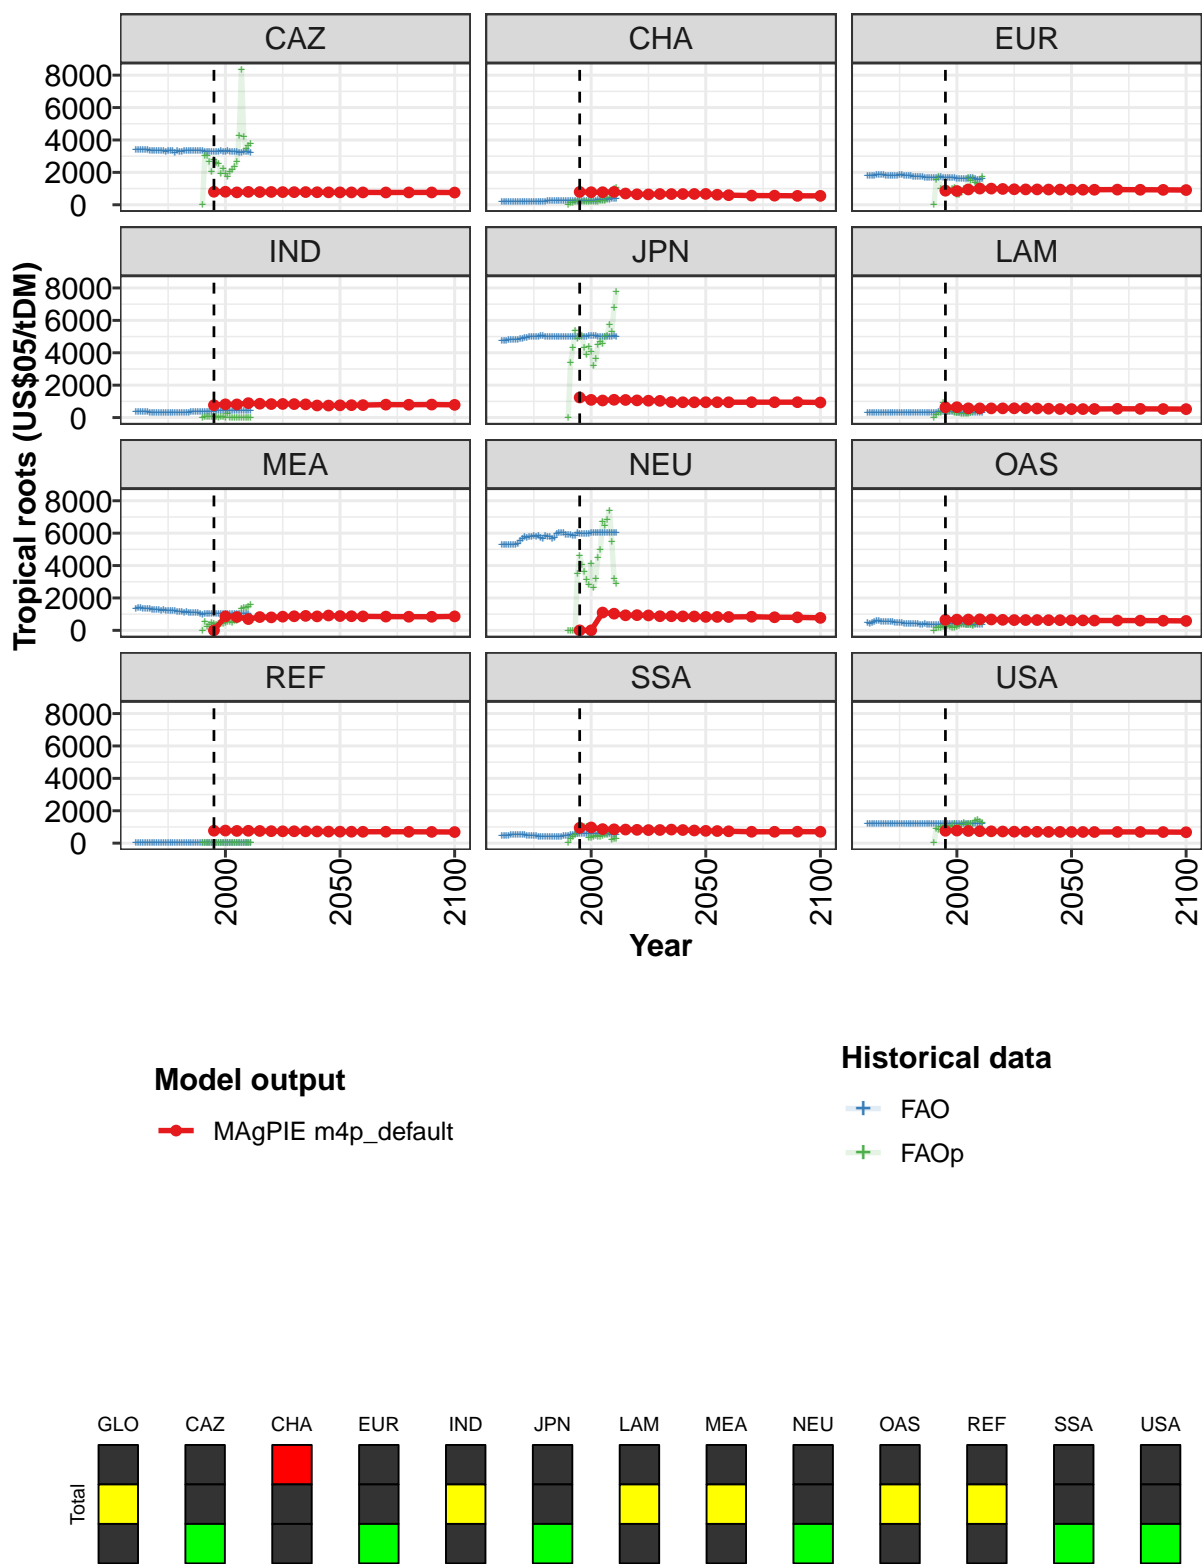 CAZ CHA EUR
8000
6000
4000
2000
0
IND JPN LAM
8000
6000
4000
2000
0
MEA NEU OAS
8000
6000
4000
2000
0
REF SSA USA
8000
6000
4000
2000
0
Tropical roots (US$05/tDM)
2000 2050 2100 2000 2050 2100 2000 2050 2100
Year
Model output
MAgPIE m4p_default
Historical data
FAO
FAOp
GLO CAZ CHA EUR IND JPN LAM MEA NEU OAS REF SSA USA
Total